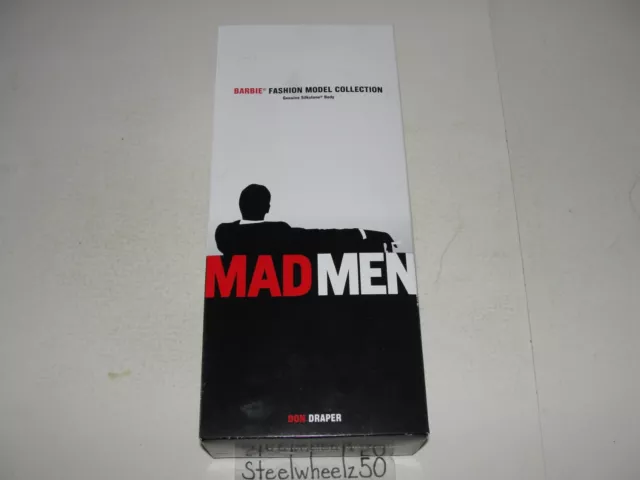 BARBIE® FASHION MODEL COLLECTION
Genuine Silkstone® Body
MAD MEN
DON DRAPER
Steelwheelz50